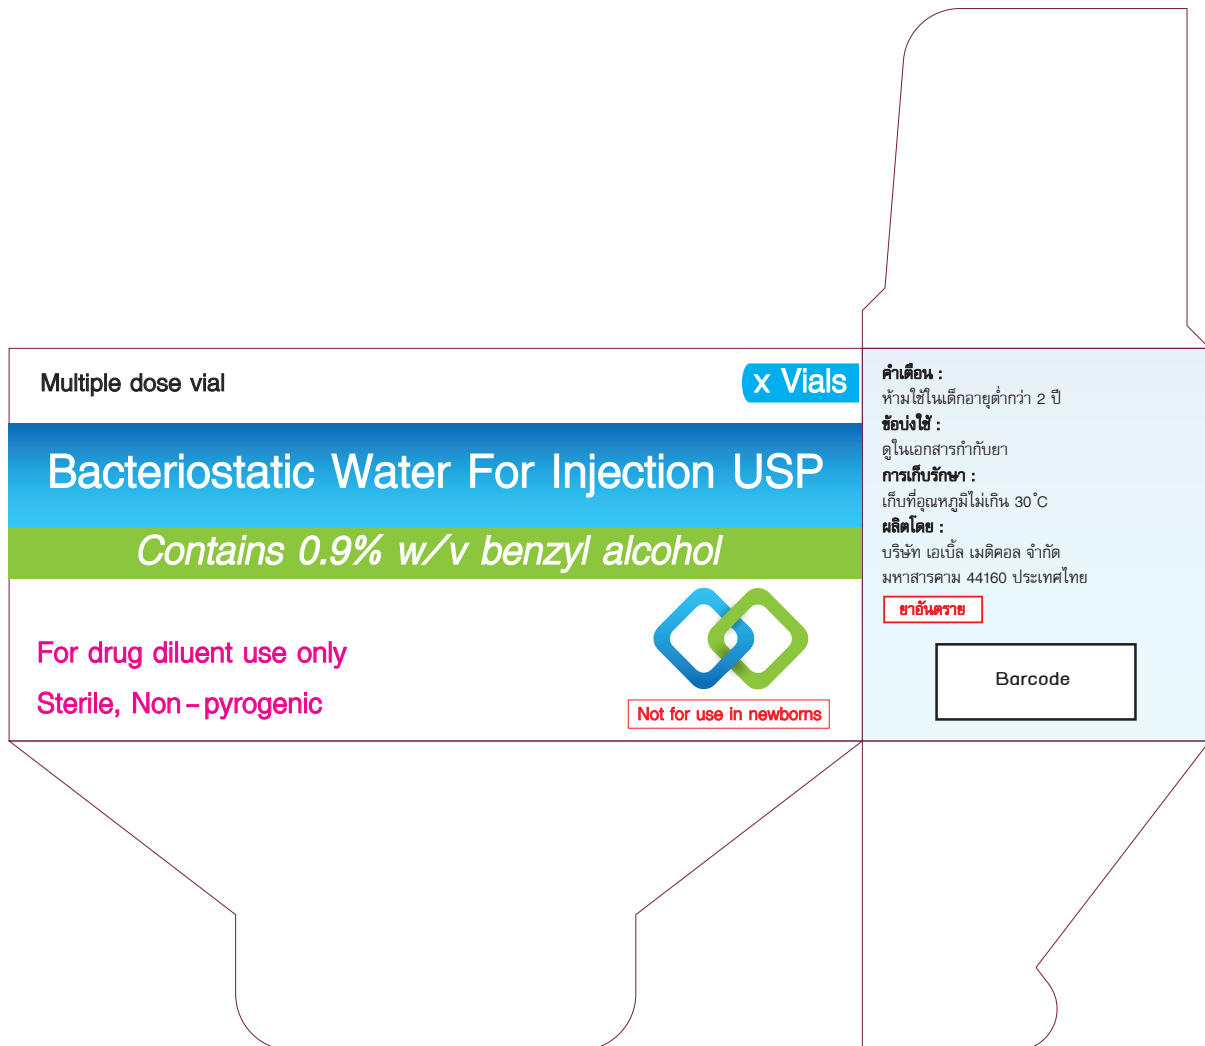 Multiple dose vial
x Vials
Bacteriostatic Water For Injection USP
Contains 0.9% w/v benzyl alcohol
For drug diluent use only
Sterile, Non-pyrogenic
Not for use in newborns
คำเตือน :
ห้ามใช้ในเด็กอายุต่ำกว่า 2 ปี
ข้อบ่งใช้ :
ดูในเอกสารกำกับยา
การเก็บรักษา :
เก็บที่อุณหภูมิไม่เกิน 30 ํC
ผลิตโดย :
บริษัท เอเบิ้ล เมดิคอล จำกัด
มหาสารคาม 44160 ประเทศไทย
ยาอันตราย
Barcode